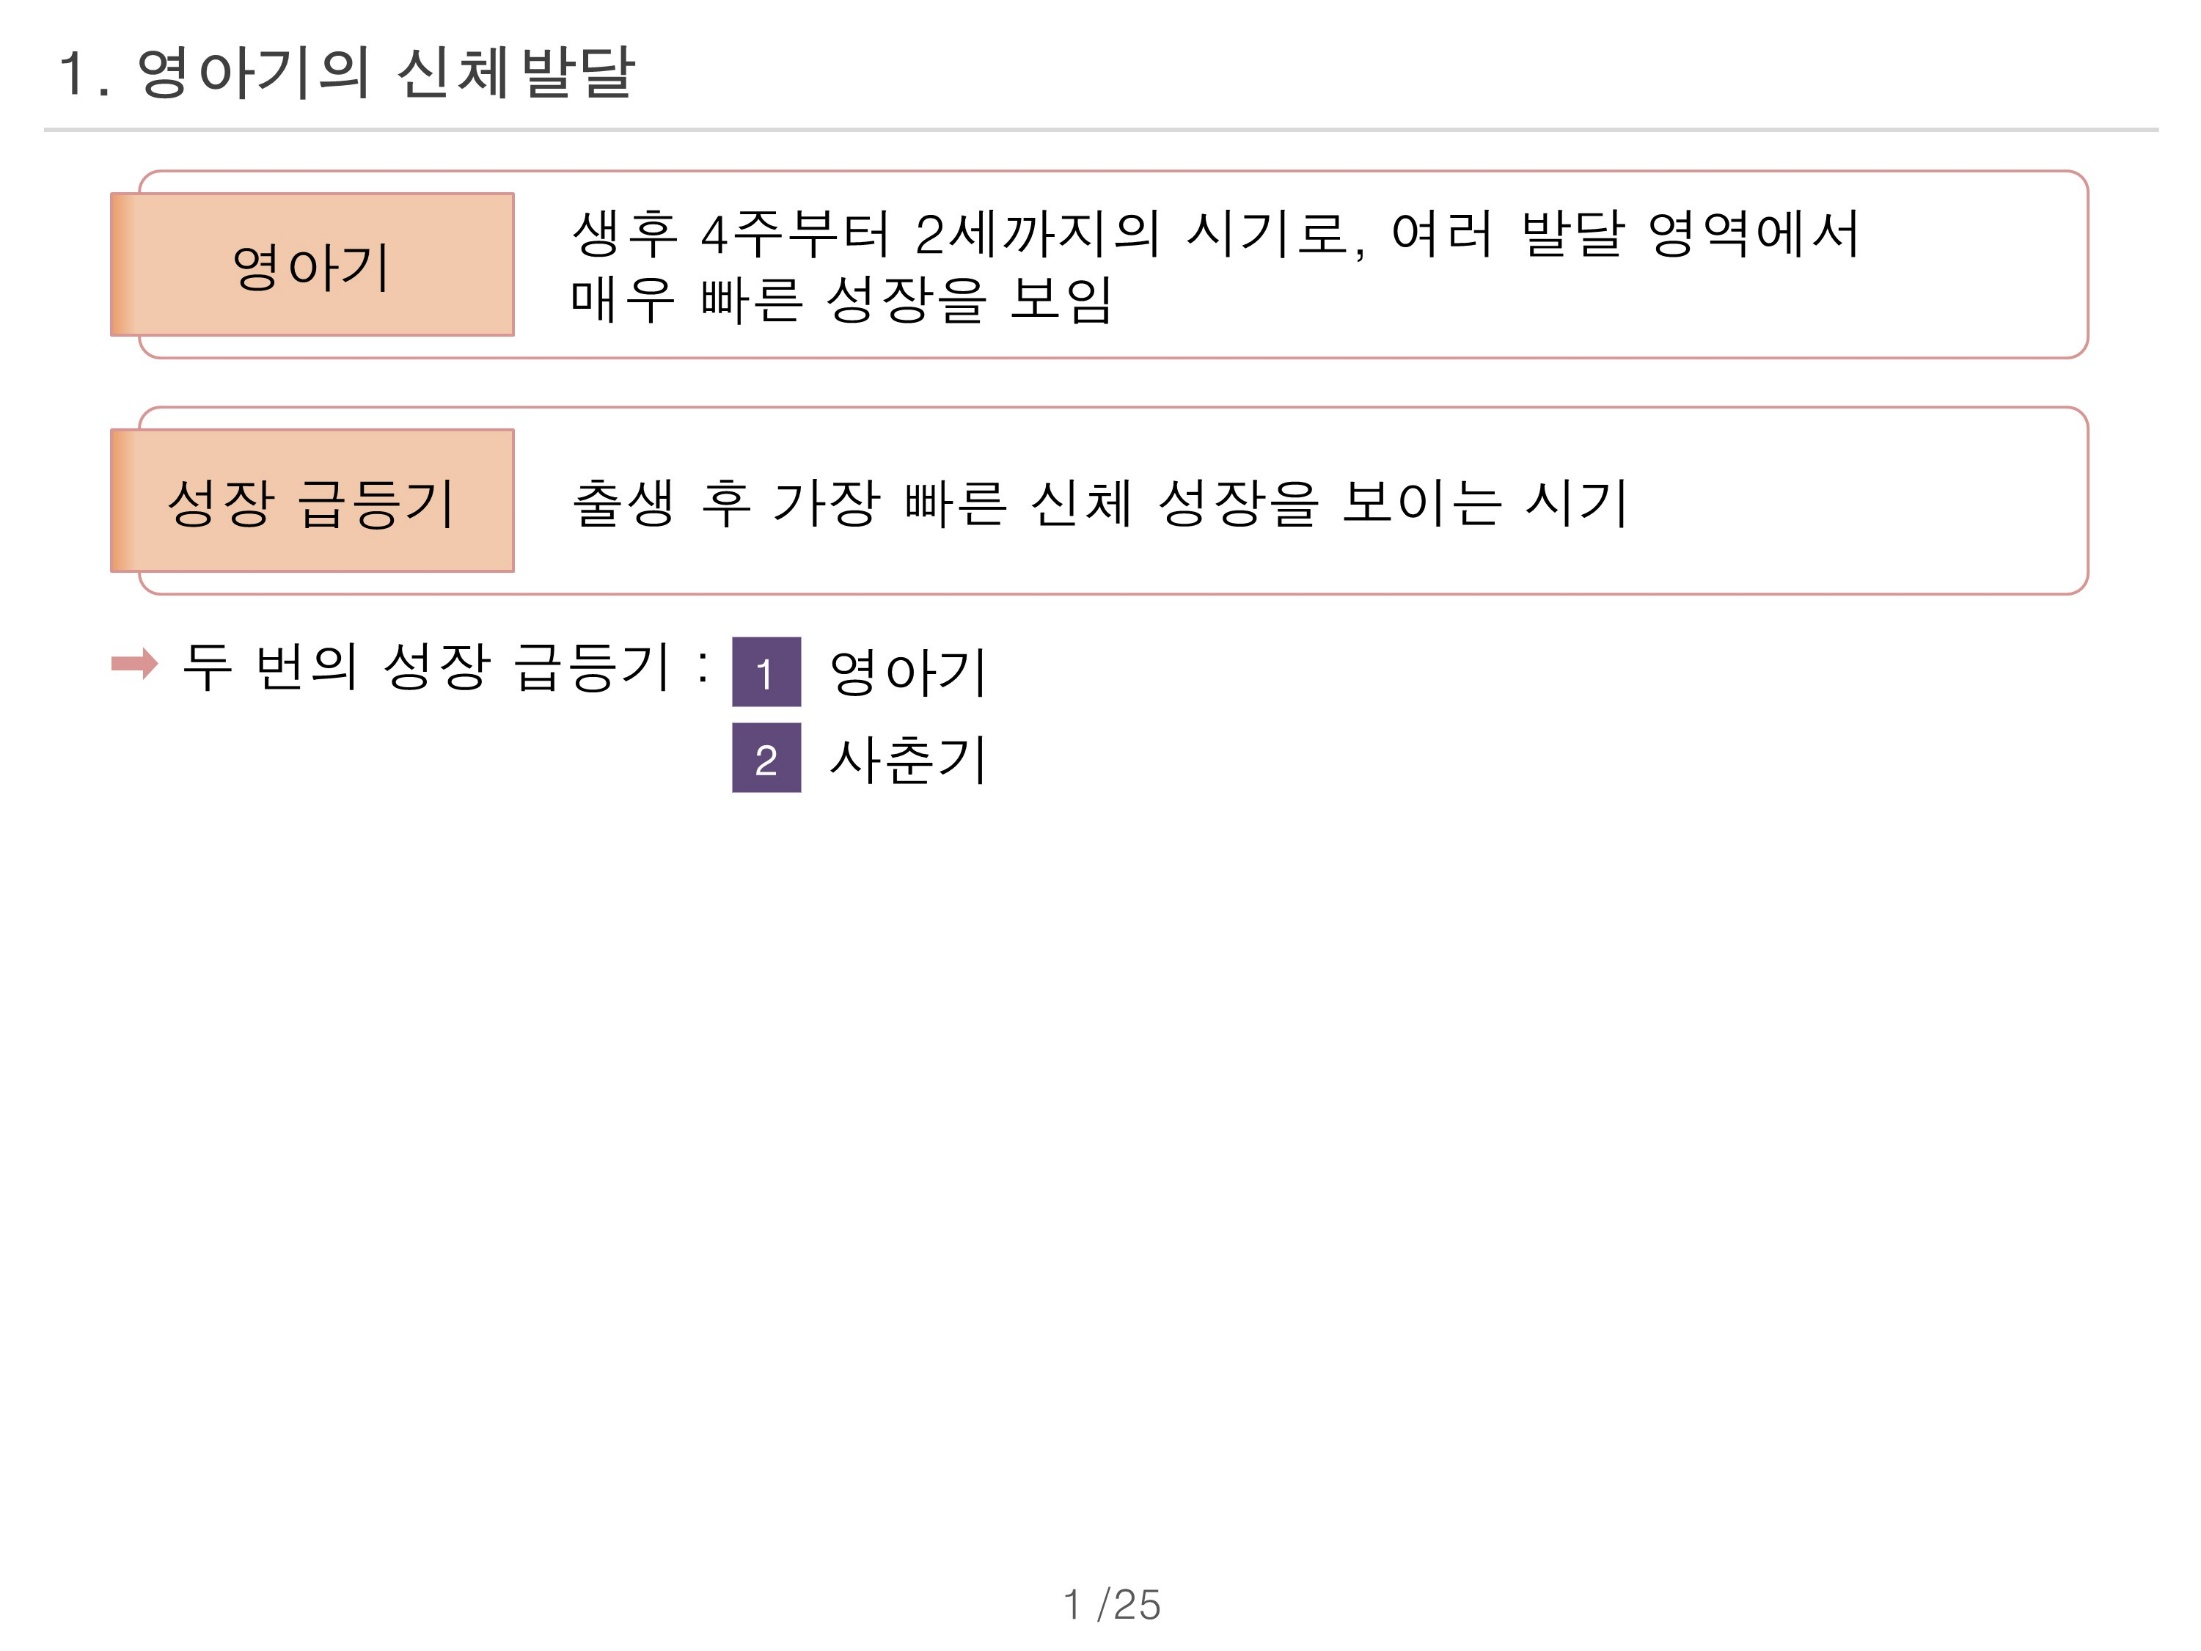 1. 영아기의 신체발달
영아기
생후 4주부터 2세까지의 시기로, 여러 발달 영역에서
매우 빠른 성장을 보임
성장 급등기
출생 후 가장 빠른 신체 성장을 보이는 시기
두 번의 성장 급등기 :
1 영아기
2 사춘기
1 /25